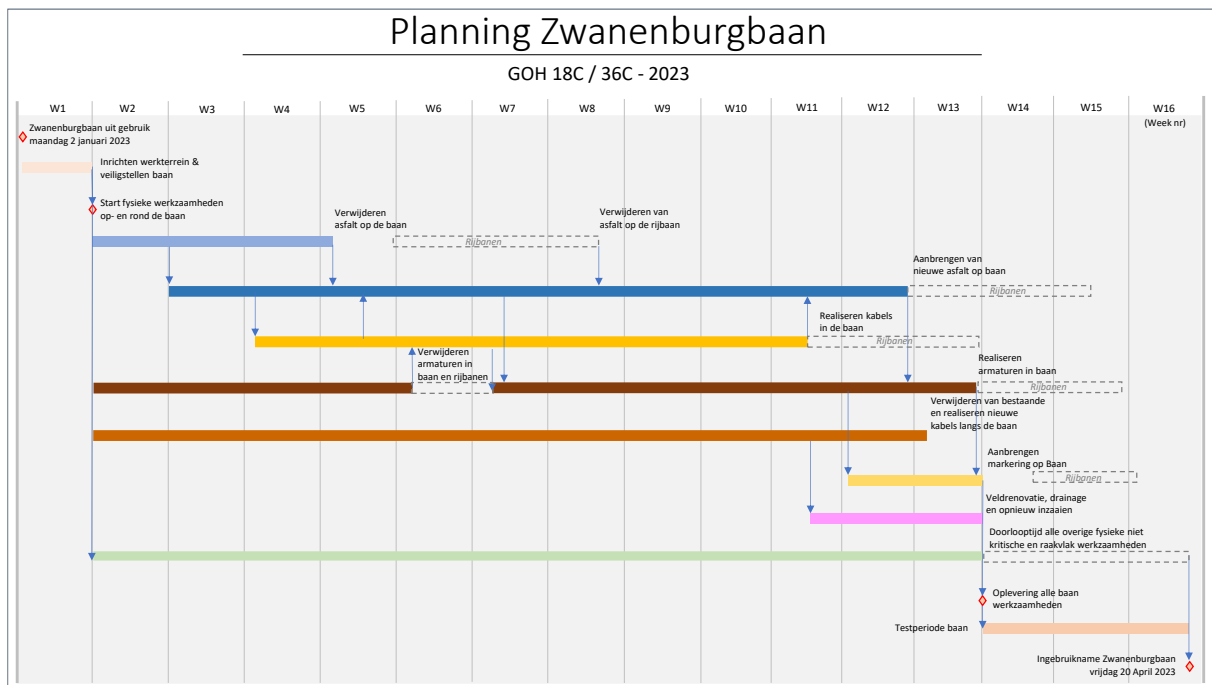 Planning Zwanenburgbaan
GOH 18C / 36C - 2023
W1 W2 W3 W4 W5 W6 W7 W8 W9 W10 W11 W12 W13 W14 W15 W16
(Week nr)
Zwanenburgbaan uit gebruik
maandag 2 januari 2023
Inrichten werkterrein &
veiligstellen baan
Start fysieke werkzaamheden
op- en rond de baan
Verwijderen
asfalt op de baan
Verwijderen van
asfalt op de rijbaan
Rijbanen
Aanbrengen van
nieuwe asfalt op baan
Rijbanen
Realiseren kabels
in de baan
Rijbanen
Verwijderen
armaturen in
baan en rijbanen
Realiseren
armaturen in baan
Rijbanen
Verwijderen van bestaande
en realiseren nieuwe
kabels langs de baan
Aanbrengen
markering op Baan
Rijbanen
Veldrenovatie, drainage
en opnieuw inzaaien
Doorlooptijd alle overige fysieke niet
kritische en raakvlak werkzaamheden
Oplevering alle baan
werkzaamheden
Testperiode baan
Ingebruikname Zwanenburgbaan
vrijdag 20 April 2023